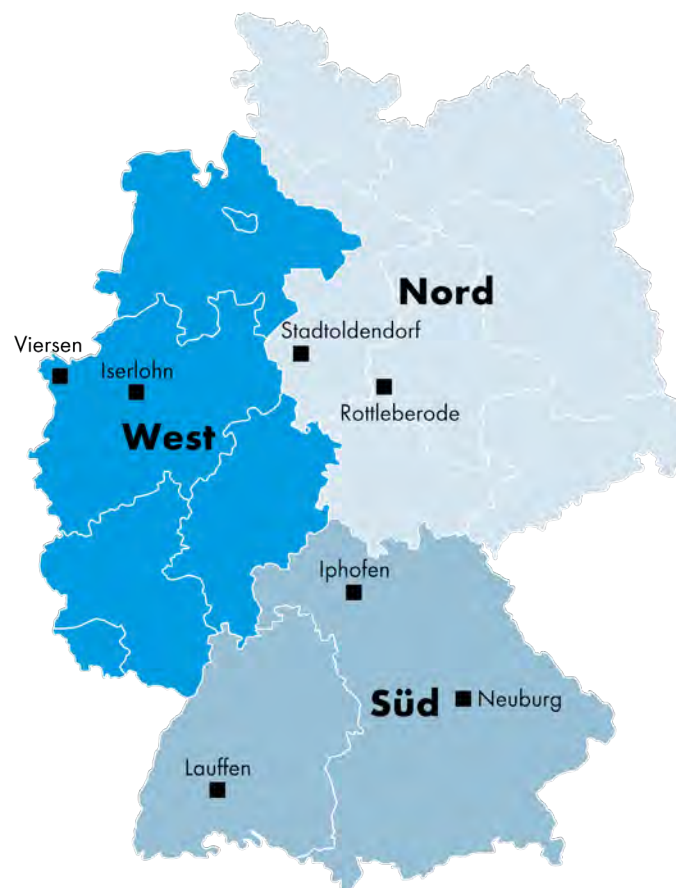 Nord
Stadtoldendorf
Viersen
Iserlohn
Rottleberode
West
Iphofen
Süd
Neuburg
Lauffen